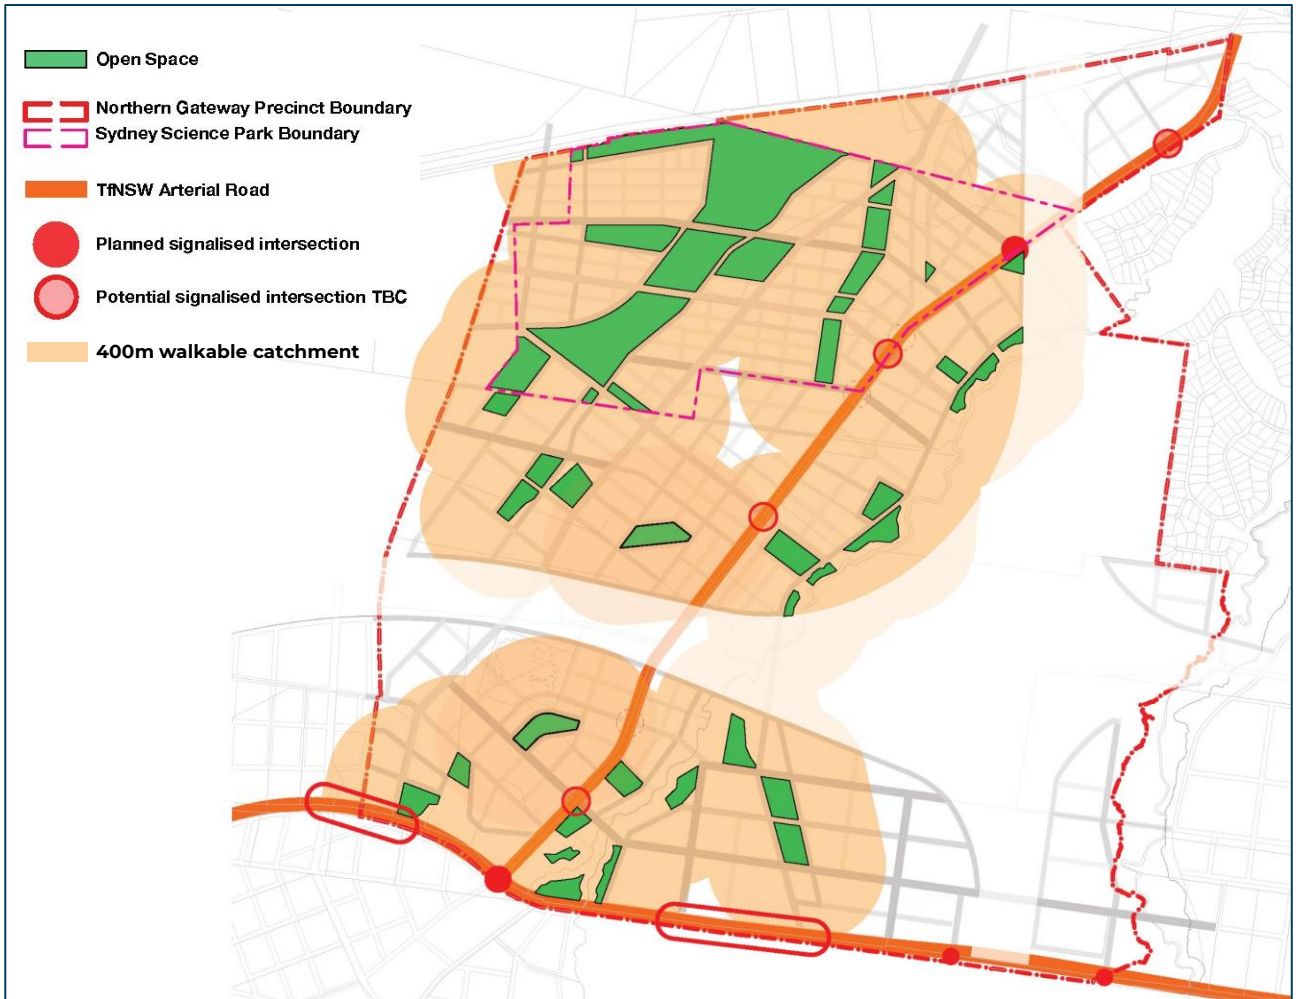 Open Space
Northern Gateway Precinct Boundary
Sydney Science Park Boundary
TfNSW Arterial Road
Planned signalised intersection
Potential signalised intersection TBC
400m walkable catchment